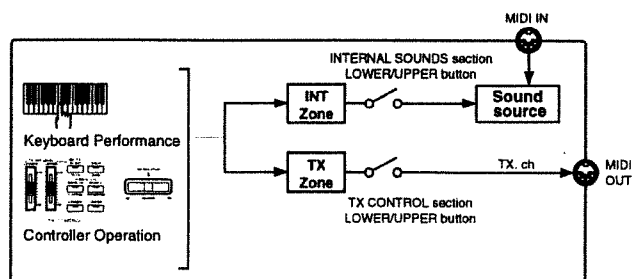 MIDI IN
INTERNAL SOUNDS section
LOWER/UPPER button
INT
Zone
Sound
source
Keyboard Performance
TX
Zone
TX. ch
MIDI
OUT
TX CONTROL section
LOWER/UPPER button
Controller Operation